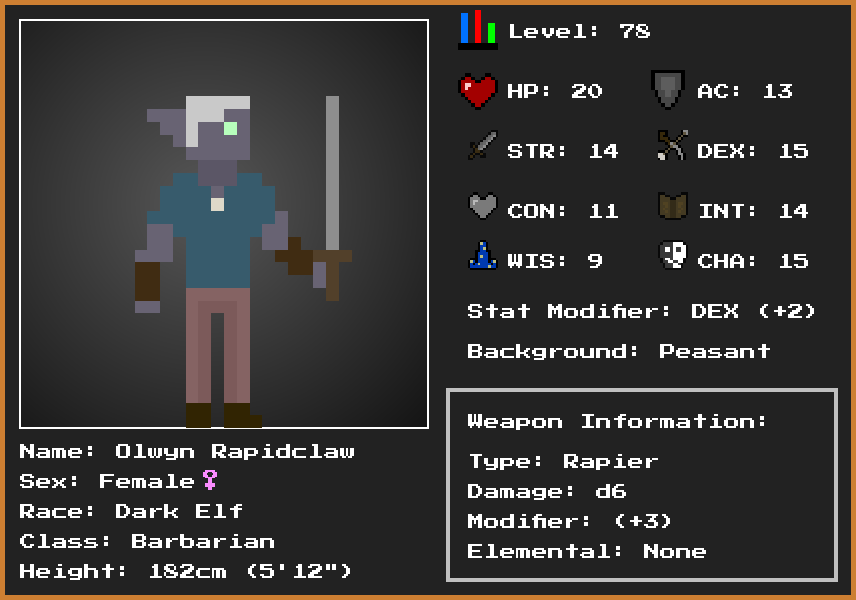 Level: 78
HP: 20 AC: 13
STR: 14 DEX: 15
CON: 11 INT: 14
WIS: 9 CHA: 15
Stat Modifier: DEX (+2)
Background: Peasant
Weapon Information:
Type: Rapier
Damage: d6
Modifier: (+3)
Elemental: None
Name: Olwyn Rapidclaw
Sex: Female♀
Race: Dark Elf
Class: Barbarian
Height: 182cm (5'12")